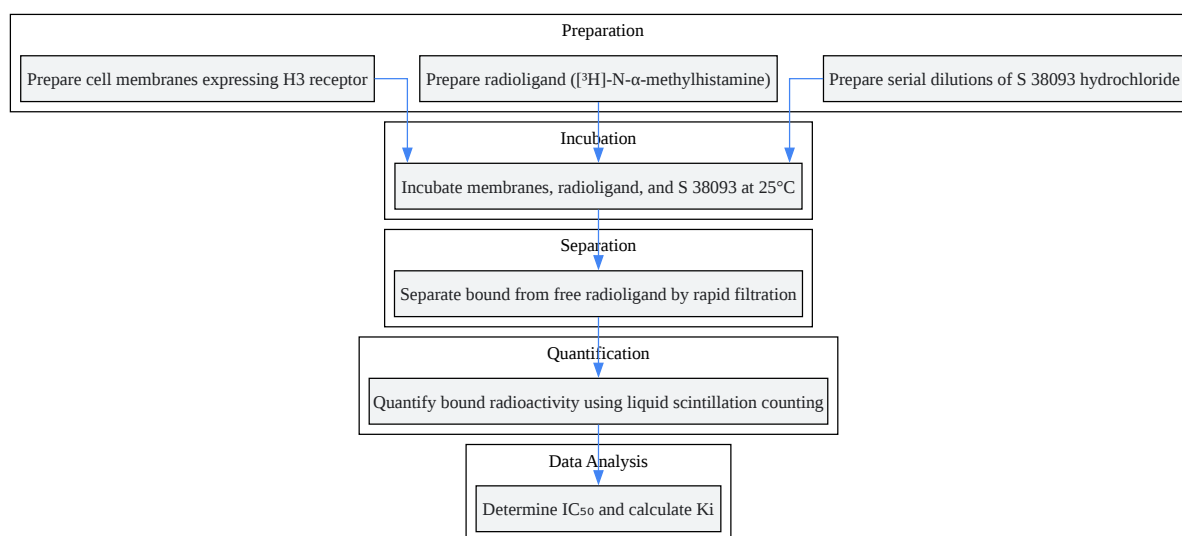 Preparation
Prepare cell membranes expressing H3 receptor
Prepare radioligand ([³H]-N-α-methylhistamine)
Prepare serial dilutions of S 38093 hydrochloride
Incubation
Incubate membranes, radioligand, and S 38093 at 25°C
Separation
Separate bound from free radioligand by rapid filtration
Quantification
Quantify bound radioactivity using liquid scintillation counting
Data Analysis
Determine IC₅₀ and calculate Ki